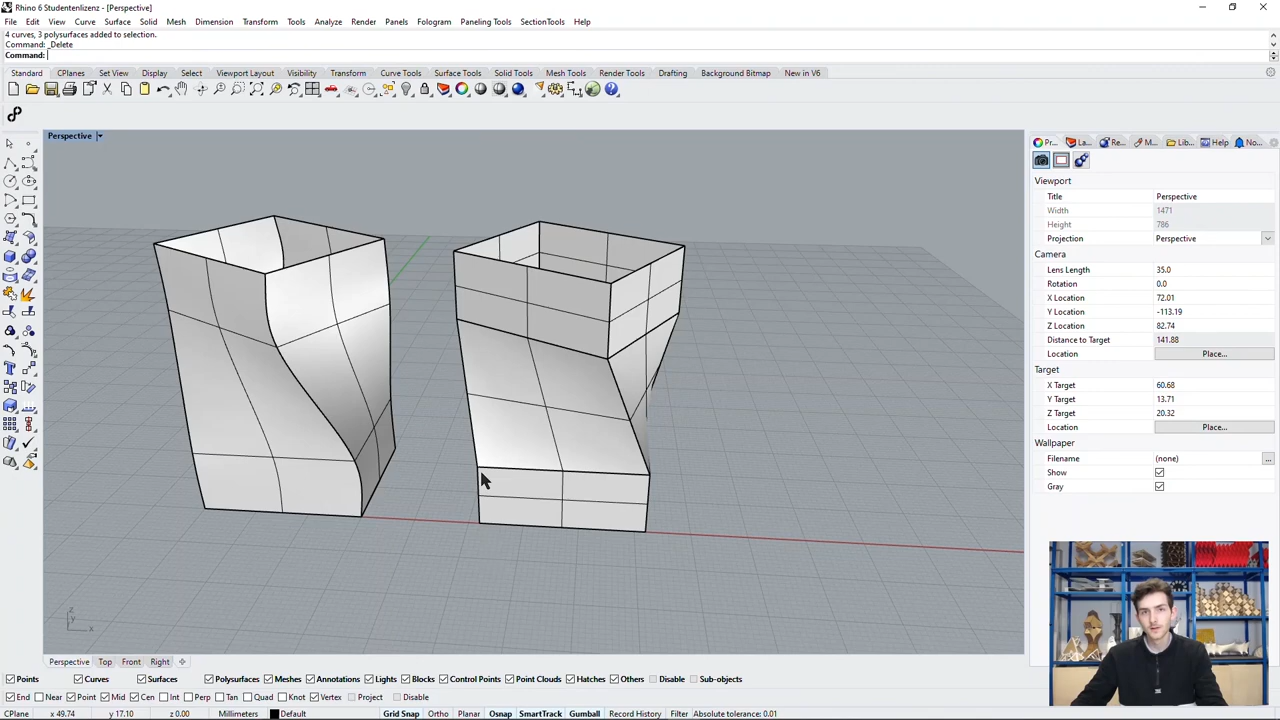 Rhino 6 Studentenlizenz - [Perspective]
File Edit View Curve Surface Solid Mesh Dimension Transform Tools Analyze Render Panels Fologram Paneling Tools SectionTools Help
4 curves, 3 polysurfaces added to selection.
Command: _Delete
Command:
Standard CPlanes Set View Display Select Viewport Layout Visibility Transform Curve Tools Surface Tools Solid Tools Mesh Tools Render Tools Drafting Background Bitmap New in V6
Perspective
Pr... La... Re... M... Lib... Help No...
Viewport
Title Perspective
Width 1471
Height 786
Projection Perspective
Camera
Lens Length 35.0
Rotation 0.0
X Location 72.01
Y Location -113.19
Z Location 82.74
Distance to Target 141.88
Location Place...
Target
X Target 60.68
Y Target 13.71
Z Target 20.32
Location Place...
Wallpaper
Filename (none) ...
Show
Gray
z
y
x
Perspective Top Front Right
Points Curves Surfaces Polysurfaces Meshes Annotations Lights Blocks Control Points Point Clouds Hatches Others Disable Sub-objects
End Near Point Mid Cen Int Perp Tan Quad Knot Vertex Project Disable
CPlane x 49.74 y 17.10 z 0.00 Millimeters Default Grid Snap Ortho Planar Osnap SmartTrack Gumball Record History Filter Absolute tolerance: 0.01